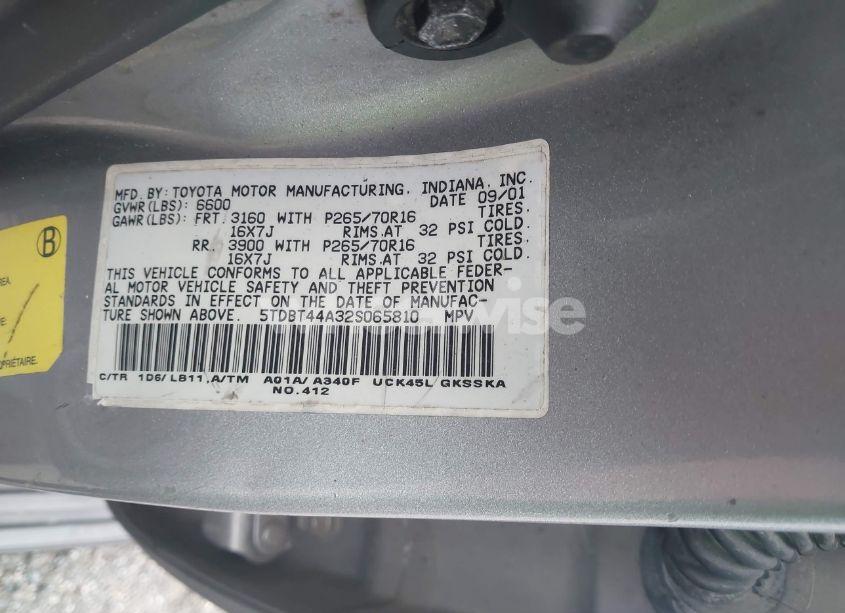 MFD. BY: TOYOTA MOTOR MANUFACTURING, INDIANA, INC.
GVWR(LBS): 6600 DATE 09/01
GAWR(LBS): FRT. 3160 WITH P265/70R16 TIRES,
16X7J RIMS,AT 32 PSI COLD.
RR. 3900 WITH P265/70R16 TIRES,
16X7J RIMS,AT 32 PSI COLD.
THIS VEHICLE CONFORMS TO ALL APPLICABLE FEDER-
AL MOTOR VEHICLE SAFETY AND THEFT PREVENTION
STANDARDS IN EFFECT ON THE DATE OF MANUFAC-
TURE SHOWN ABOVE. 5TDBT44A32S065810 MPV
C/TR 1D6/LB11,A/TM A01A/A340F UCK45L GKSSKA
NO.412
B
AREA.
PROPRIÉTAIRE.